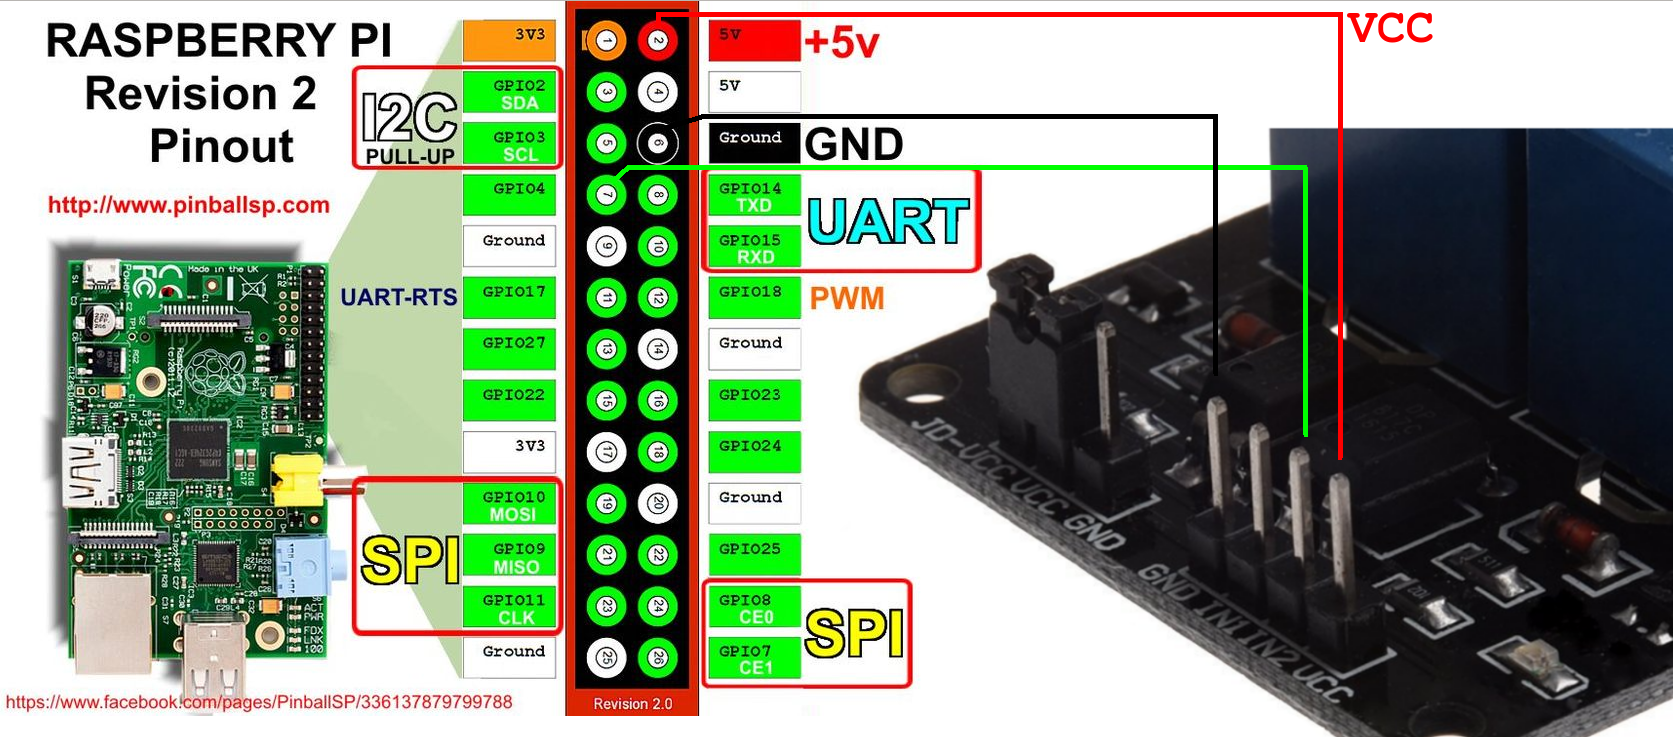 RASPBERRY PI
Revision 2
Pinout
http://www.pinballsp.com
Made in the UK
I2C
PULL-UP
UART-RTS
SPI
3V3
GPIO2
SDA
GPIO3
SCL
GPIO4
Ground
GPIO17
GPIO27
GPIO22
3V3
GPIO10
MOSI
GPIO9
MISO
GPIO11
CLK
Ground
1 2
3 4
5 6
7 8
9 10
11 12
13 14
15 16
17 18
19 20
21 22
23 24
25 26
Revision 2.0
5V
5V
Ground
GPIO14
TXD
GPIO15
RXD
GPIO18
Ground
GPIO23
GPIO24
Ground
GPIO25
GPIO8
CE0
GPIO7
CE1
+5v
GND
UART
PWM
SPI
VCC
JD-VCC VCC GND
GND IN1 IN2 VCC
ACT
PWR
FDX
LNK
100
https://www.facebook.com/pages/PinballSP/336137879799788